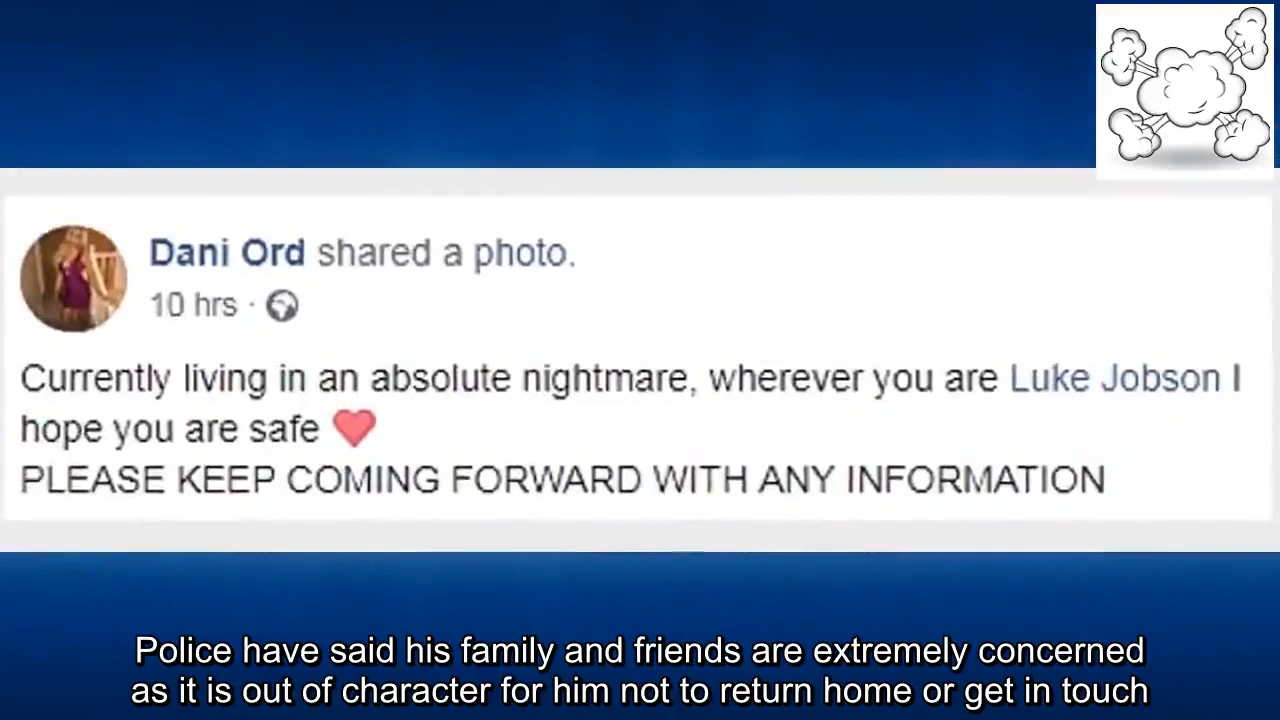 Dani Ord shared a photo.
10 hrs ·
Currently living in an absolute nightmare, wherever you are Luke Jobson I
hope you are safe ❤
PLEASE KEEP COMING FORWARD WITH ANY INFORMATION
Police have said his family and friends are extremely concerned
as it is out of character for him not to return home or get in touch